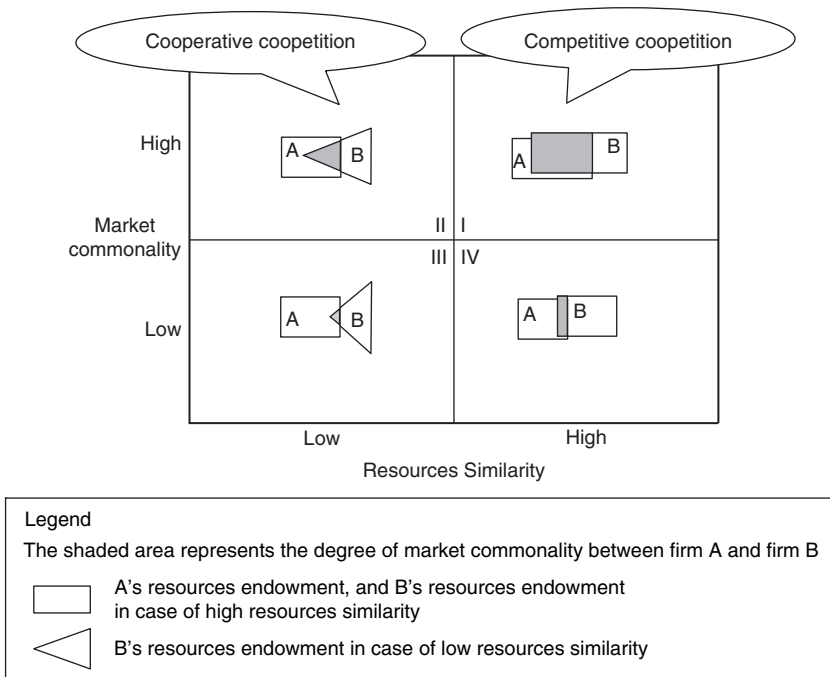 Cooperative coopetition
Competitive coopetition
High
A
B
A
B
Market
commonality
II
I
III
IV
Low
A
B
A
B
Low
High
Resources Similarity
Legend
The shaded area represents the degree of market commonality between firm A and firm B
A's resources endowment, and B's resources endowment
in case of high resources similarity
B's resources endowment in case of low resources similarity